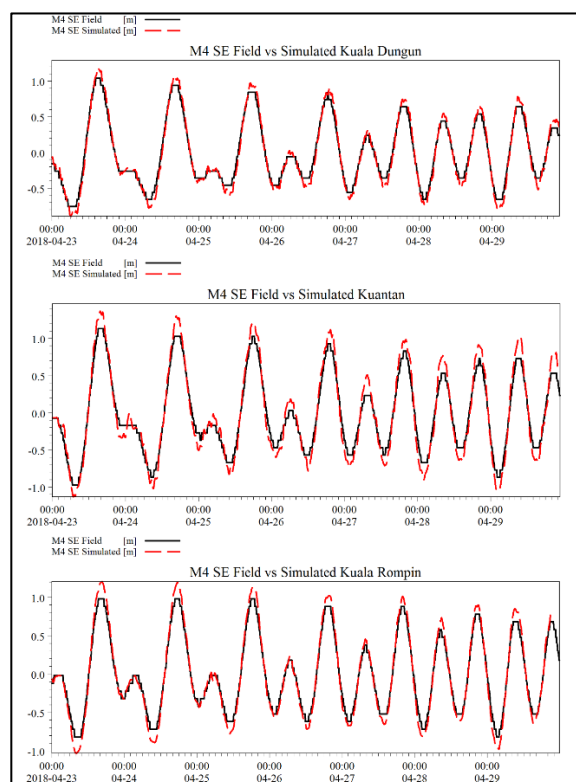 M4 SE Field [m]
M4 SE Simulated [m]
M4 SE Field vs Simulated Kuala Dungun
1.0
0.5
0.0
-0.5
00:00 00:00 00:00 00:00 00:00 00:00 00:00
2018-04-23 04-24 04-25 04-26 04-27 04-28 04-29
M4 SE Field [m]
M4 SE Simulated [m]
M4 SE Field vs Simulated Kuantan
1.0
0.5
0.0
-0.5
-1.0
00:00 00:00 00:00 00:00 00:00 00:00 00:00
2018-04-23 04-24 04-25 04-26 04-27 04-28 04-29
M4 SE Field [m]
M4 SE Simulated [m]
M4 SE Field vs Simulated Kuala Rompin
1.0
0.5
0.0
-0.5
-1.0
00:00 00:00 00:00 00:00 00:00 00:00 00:00
2018-04-23 04-24 04-25 04-26 04-27 04-28 04-29